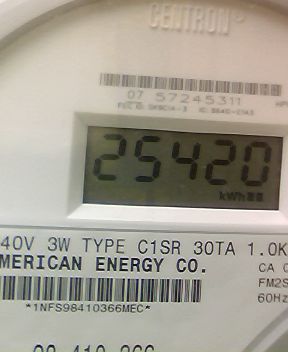 CENTRON®
07 57245311
25420
kWh
40V 3W TYPE C1SR 30TA 1.0K
MERICAN ENERGY CO.
CA
FM2S
60Hz
*1NFS98410366MEC*